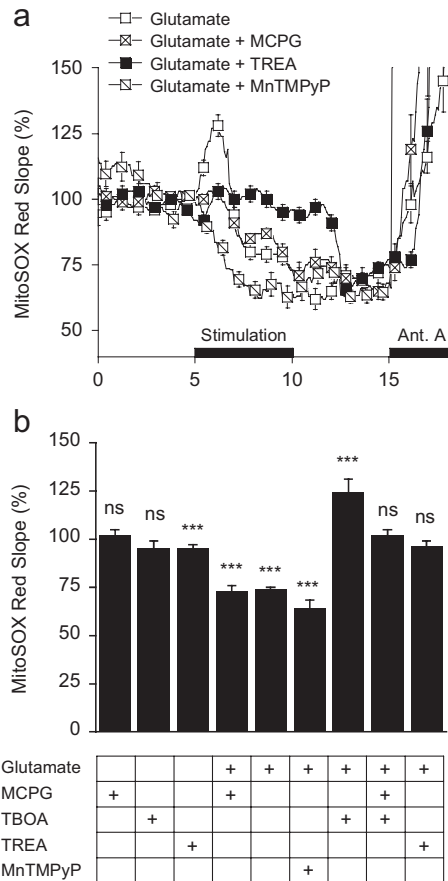 a
Glutamate
Glutamate + MCPG
Glutamate + TREA
Glutamate + MnTMPyP
MitoSOX Red Slope (%)
150
125
100
75
50
Stimulation
Ant. A
0
5
10
15
b
MitoSOX Red Slope (%)
150
125
100
75
50
25
0
ns
ns
***
***
***
***
***
ns
ns
Glutamate + + + + + +
MCPG + + +
TBOA + + +
TREA + +
MnTMPyP +